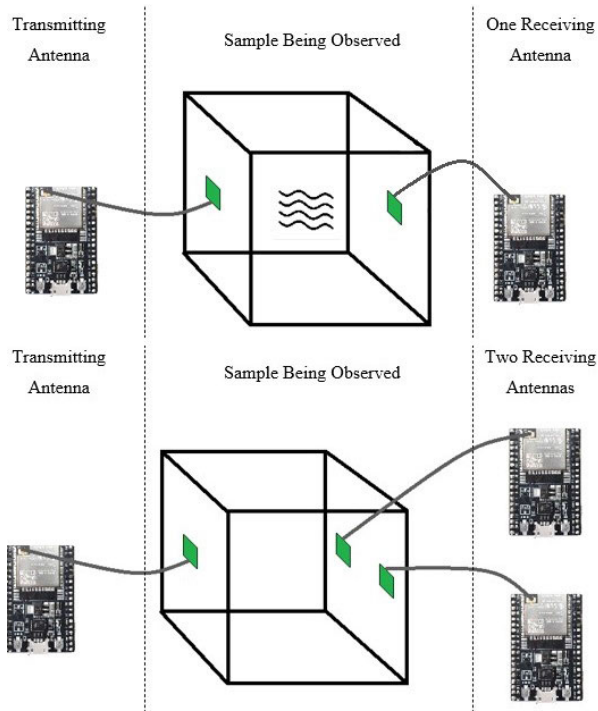 Transmitting
Antenna
Sample Being Observed
One Receiving
Antenna
Transmitting
Antenna
Sample Being Observed
Two Receiving
Antennas